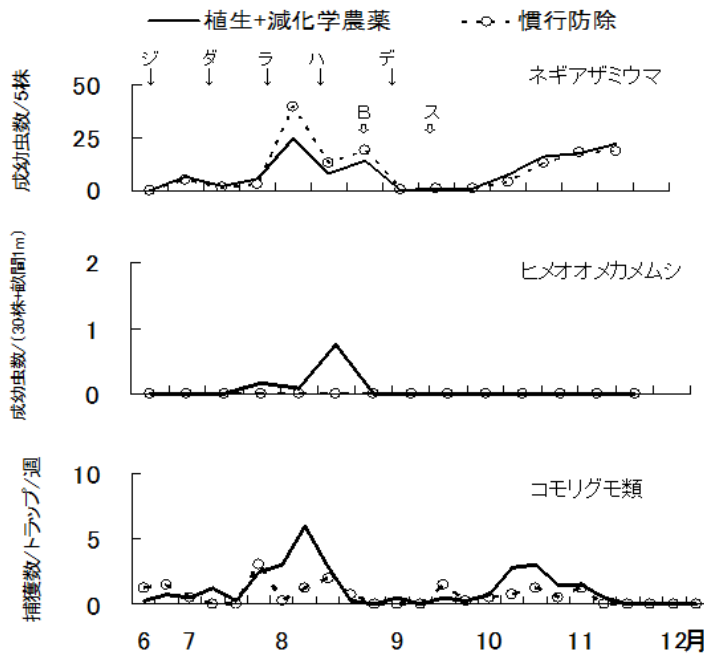 植生+減化学農薬 慣行防除
ジ ダ ラ ハ デ
B ス
ネギアザミウマ
成幼虫数/5株
50
25
0
ヒメオオメカメムシ
成幼虫数/(30株+畝間1m)
2
1
0
コモリグモ類
捕獲数/トラップ/週
10
5
0
6 7 8 9 10 11 12月